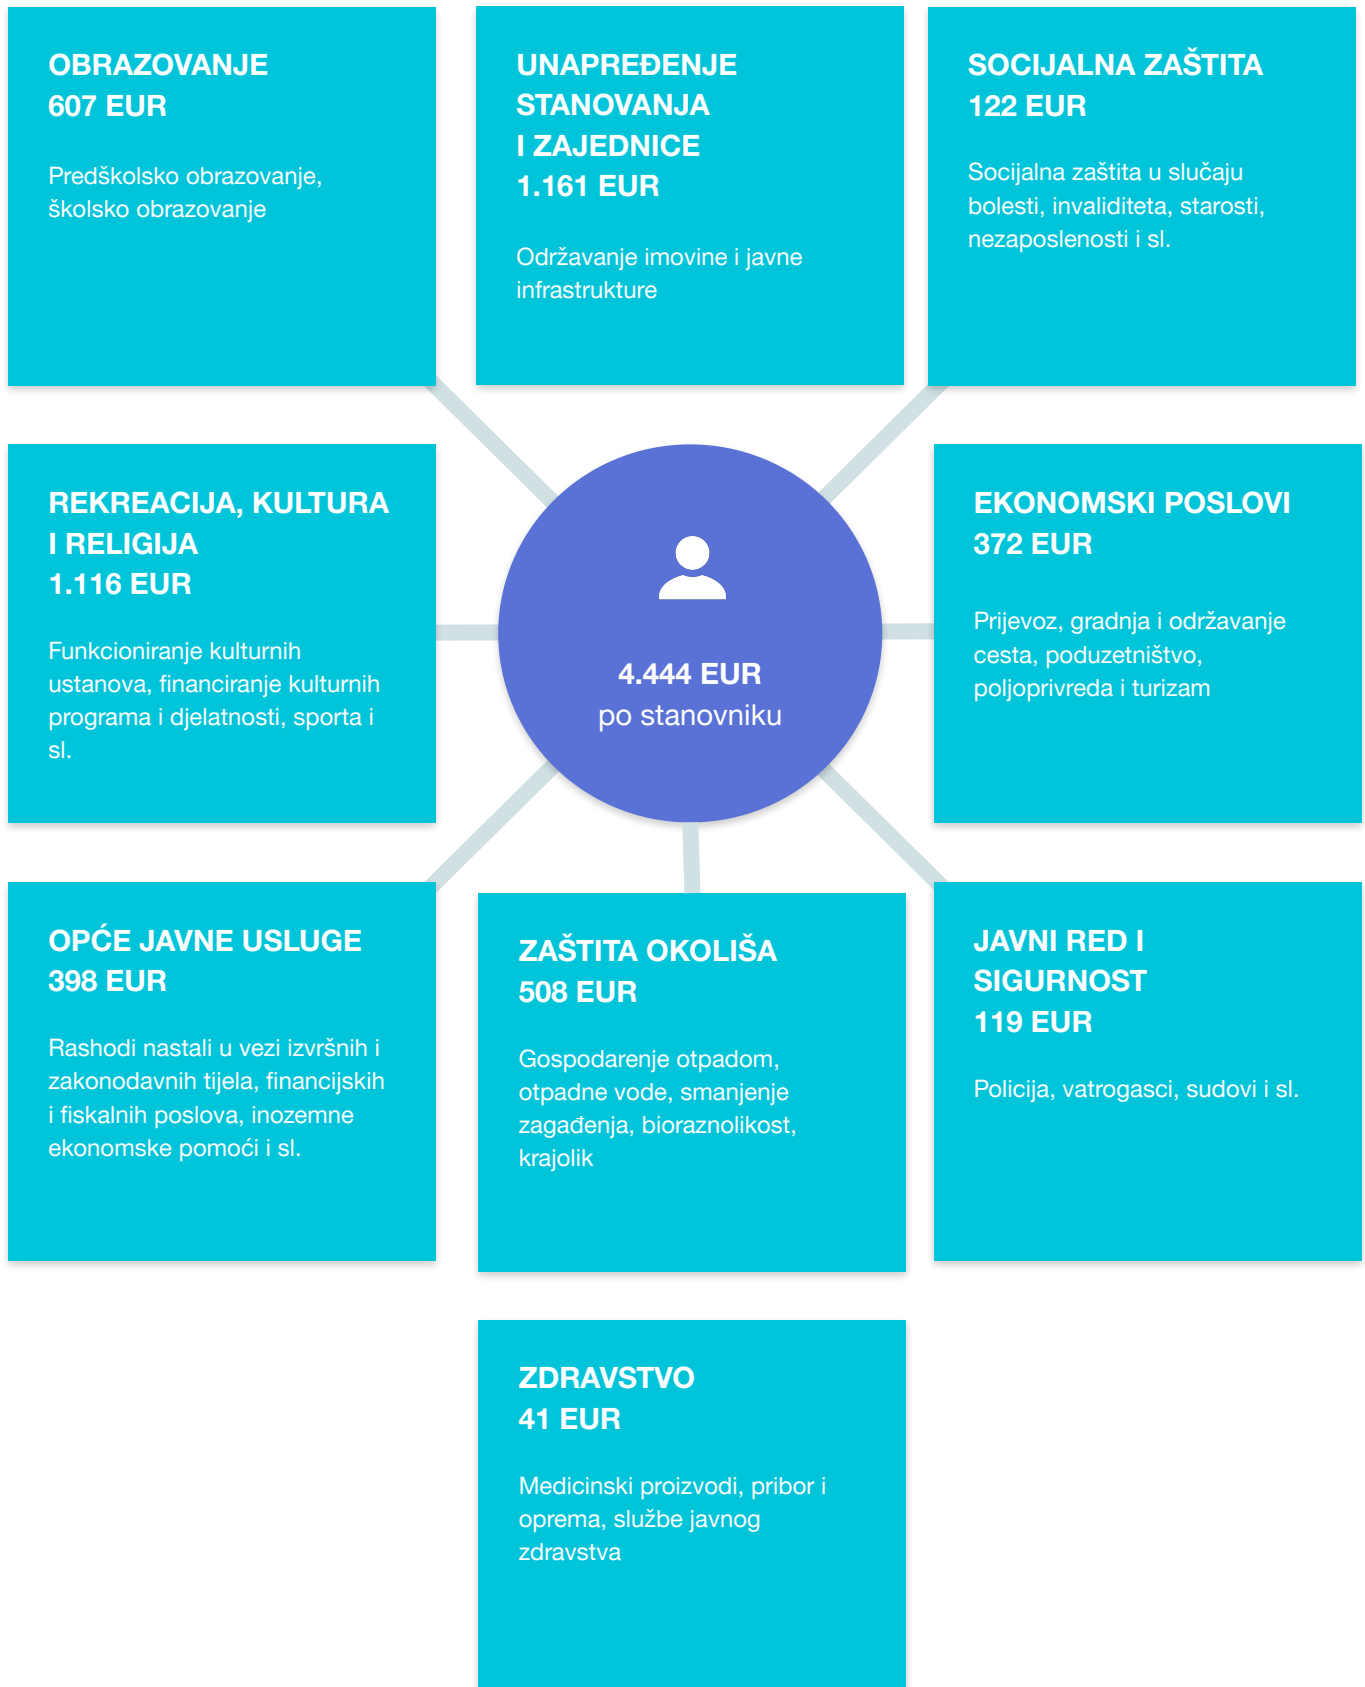 OBRAZOVANJE
607 EUR
Predškolsko obrazovanje,
školsko obrazovanje
UNAPREĐENJE
STANOVANJA
I ZAJEDNICE
1.161 EUR
Održavanje imovine i javne
infrastrukture
SOCIJALNA ZAŠTITA
122 EUR
Socijalna zaštita u slučaju
bolesti, invaliditeta, starosti,
nezaposlenosti i sl.
REKREACIJA, KULTURA
I RELIGIJA
1.116 EUR
Funkcioniranje kulturnih
ustanova, financiranje kulturnih
programa i djelatnosti, sporta i
sl.
4.444 EUR
po stanovniku
EKONOMSKI POSLOVI
372 EUR
Prijevoz, gradnja i održavanje
cesta, poduzetništvo,
poljoprivreda i turizam
OPĆE JAVNE USLUGE
398 EUR
Rashodi nastali u vezi izvršnih i
zakonodavnih tijela, financijskih
i fiskalnih poslova, inozemne
ekonomske pomoći i sl.
ZAŠTITA OKOLIŠA
508 EUR
Gospodarenje otpadom,
otpadne vode, smanjenje
zagađenja, bioraznolikost,
krajolik
JAVNI RED I
SIGURNOST
119 EUR
Policija, vatrogasci, sudovi i sl.
ZDRAVSTVO
41 EUR
Medicinski proizvodi, pribor i
oprema, službe javnog
zdravstva